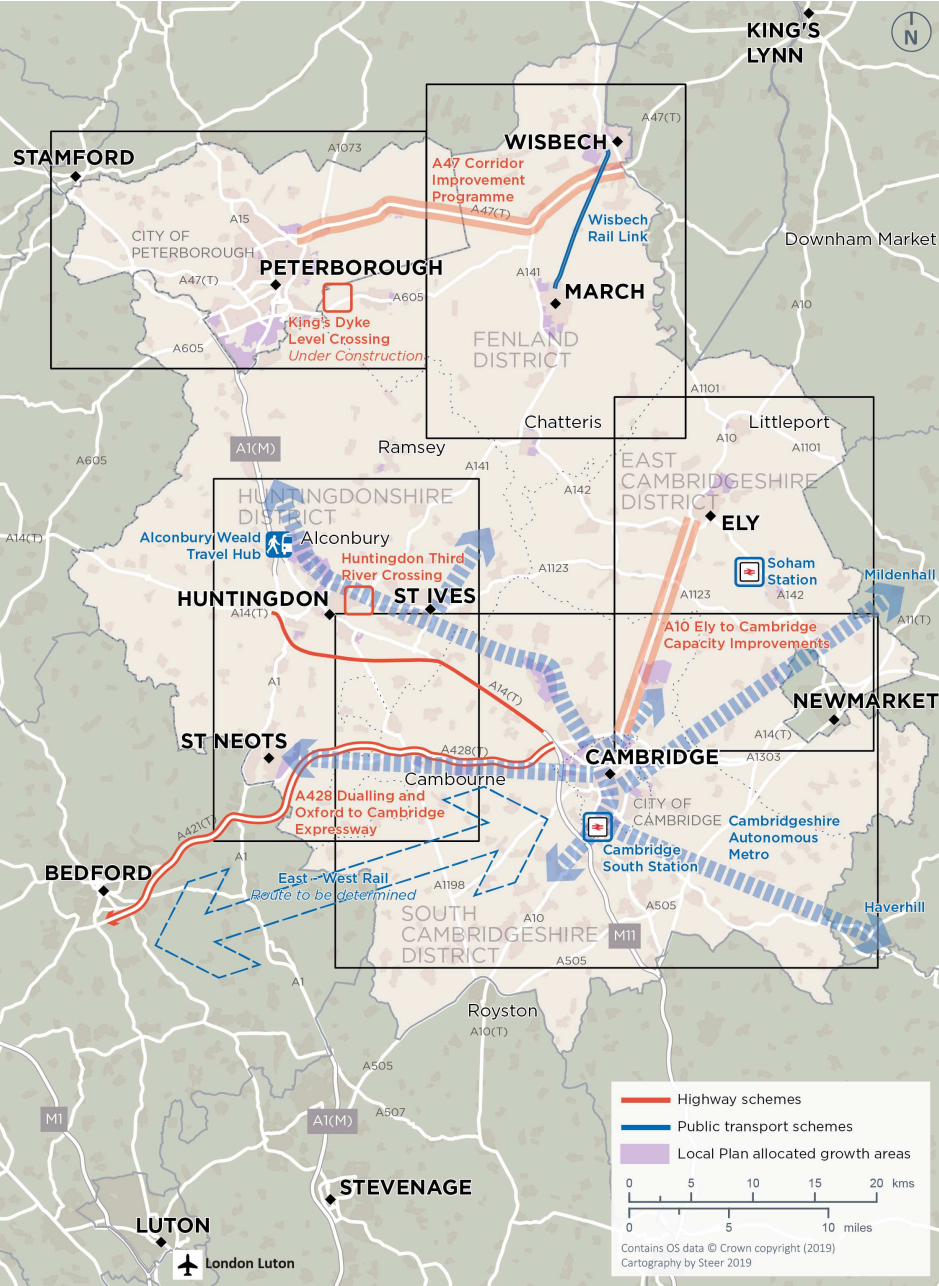 KING'S
LYNN
N
WISBECH
A47(T)
STAMFORD
A1073
A47 Corridor
Improvement
Programme
A47(T)
A15
CITY OF
PETERBOROUGH
Wisbech
Rail Link
Downham Market
PETERBOROUGH
A47(T)
A141
MARCH
A605
A10
King's Dyke
Level Crossing
Under Construction
A605
FENLAND
DISTRICT
A1101
Chatteris
Littleport
A10
A1101
A1(M)
Ramsey
A605
A141
EAST
CAMBRIDGESHIRE
DISTRICT
A142
HUNTINGDONSHIRE
DISTRICT
ELY
A14(T)
Alconbury Weald
Travel Hub
Alconbury
Huntingdon Third
River Crossing
A1123
Soham
Station
Mildenhall
HUNTINGDON
ST IVES
A1123
A142
A14(T)
A11(T)
A10 Ely to Cambridge
Capacity Improvements
A1
A14(T)
NEWMARKET
A14(T)
ST NEOTS
A428(T)
A1303
CAMBRIDGE
Cambourne
A428 Dualling and
Oxford to Cambridge
Expressway
CITY OF
CAMBRIDGE
Cambridgeshire
Autonomous
Metro
A421(T)
A1
Cambridge
South Station
BEDFORD
East - West Rail
Route to be determined
A1198
Haverhill
SOUTH
CAMBRIDGESHIRE
DISTRICT
A10
A505
M11
A505
A1
Royston
A10(T)
A505
A507
M1
A1(M)
Highway schemes
Public transport schemes
Local Plan allocated growth areas
0 5 10 15 20 kms
0 5 10 miles
STEVENAGE
LUTON
London Luton
Contains OS data © Crown copyright (2019)
Cartography by Steer 2019